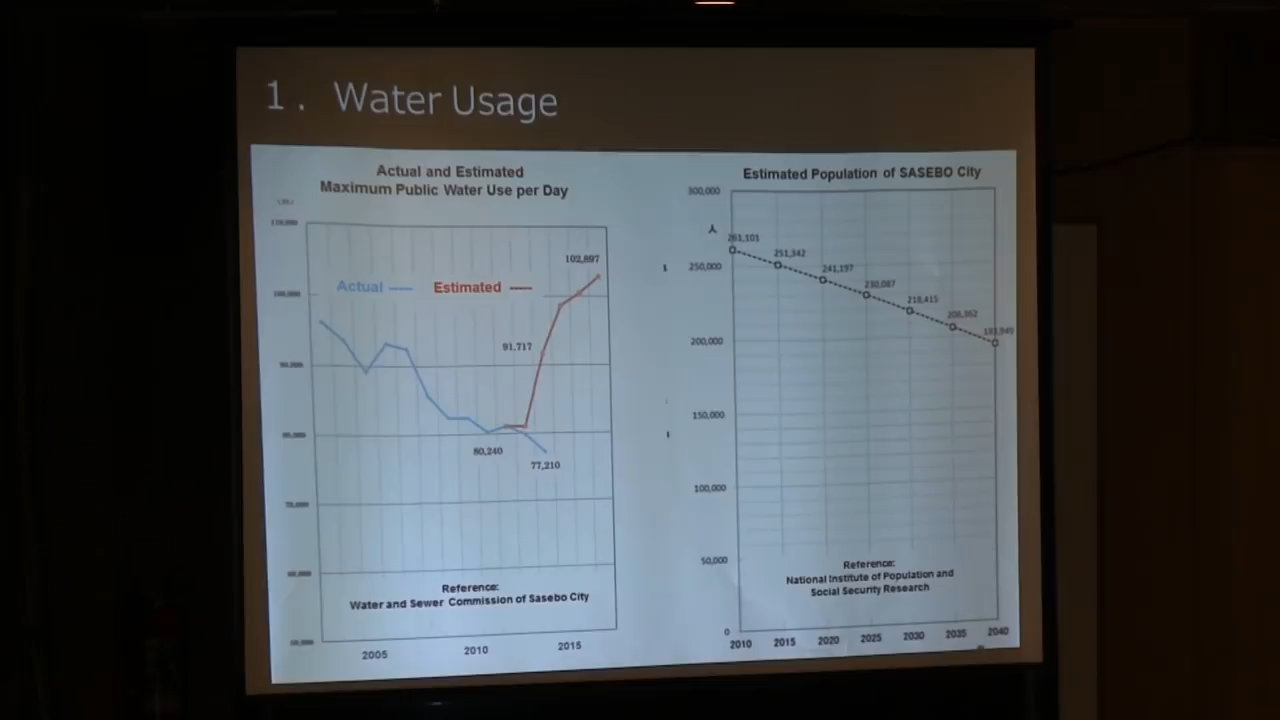 1. Water Usage
Actual and Estimated
Maximum Public Water Use per Day
102,897
Actual
Estimated
91,717
80,240
77,210
Reference:
Water and Sewer Commission of Sasebo City
2005
2010
2015
Estimated Population of SASEBO City
300,000
人
261,101
251,342
250,000
241,197
230,087
218,415
200,000
150,000
100,000
50,000
Reference:
National Institute of Population and
Social Security Research
0
2010
2015
2020
2025
2030
2035
2040